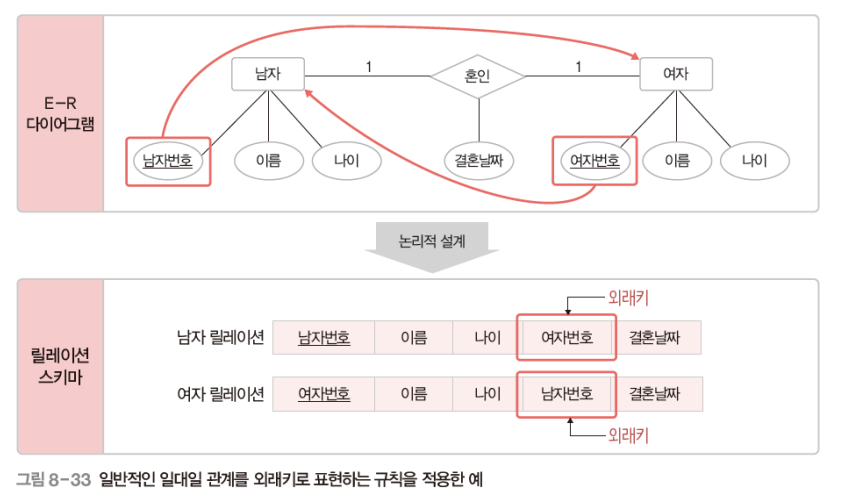 E-R
다이어그램
남자 1 혼인 1 여자
남자번호 이름 나이 결혼날짜 여자번호 이름 나이
논리적 설계
릴레이션
스키마
외래키
남자 릴레이션 남자번호 이름 나이 여자번호 결혼날짜
여자 릴레이션 여자번호 이름 나이 남자번호 결혼날짜
외래키
그림 8-33 일반적인 일대일 관계를 외래키로 표현하는 규칙을 적용한 예